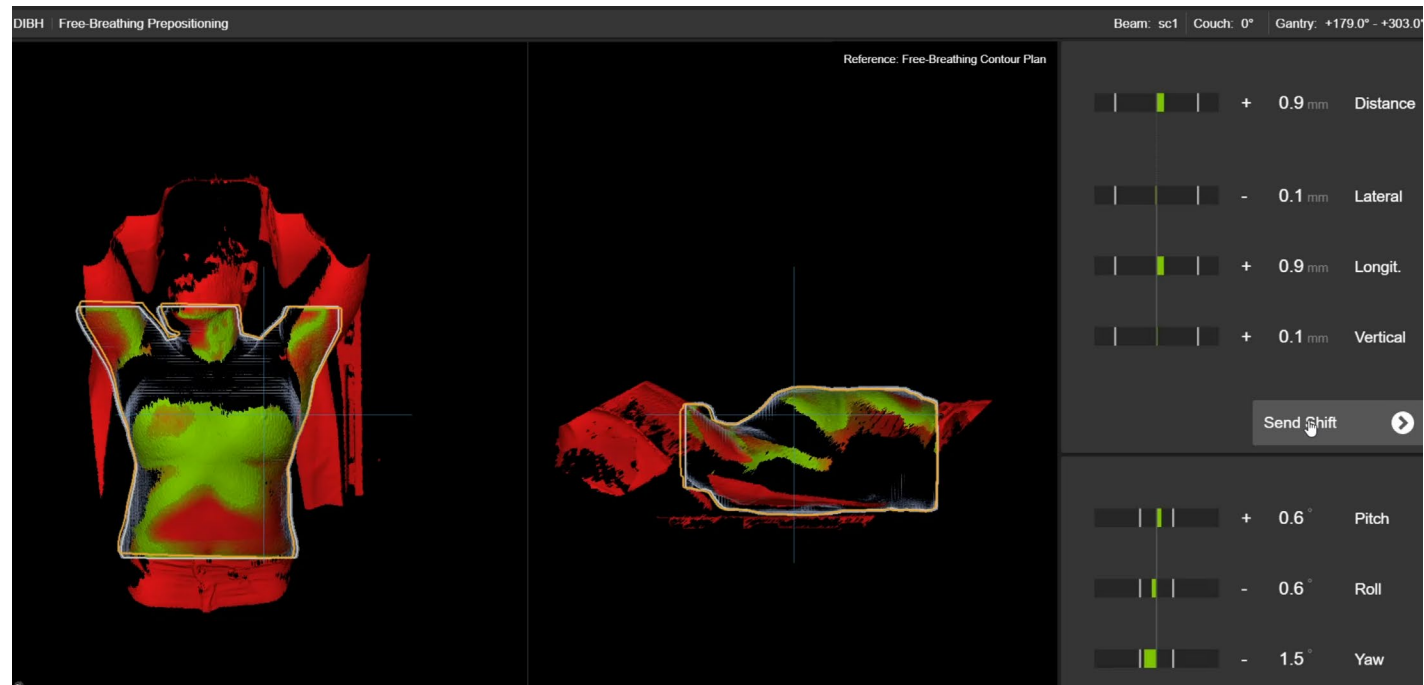 DIBH Free-Breathing Prepositioning
Beam: sc1 Couch: 0° Gantry: +179.0° - +303.0°
Reference: Free-Breathing Contour Plan
+ 0.9 mm Distance
- 0.1 mm Lateral
+ 0.9 mm Longit.
+ 0.1 mm Vertical
Send Shift
+ 0.6° Pitch
- 0.6° Roll
- 1.5° Yaw